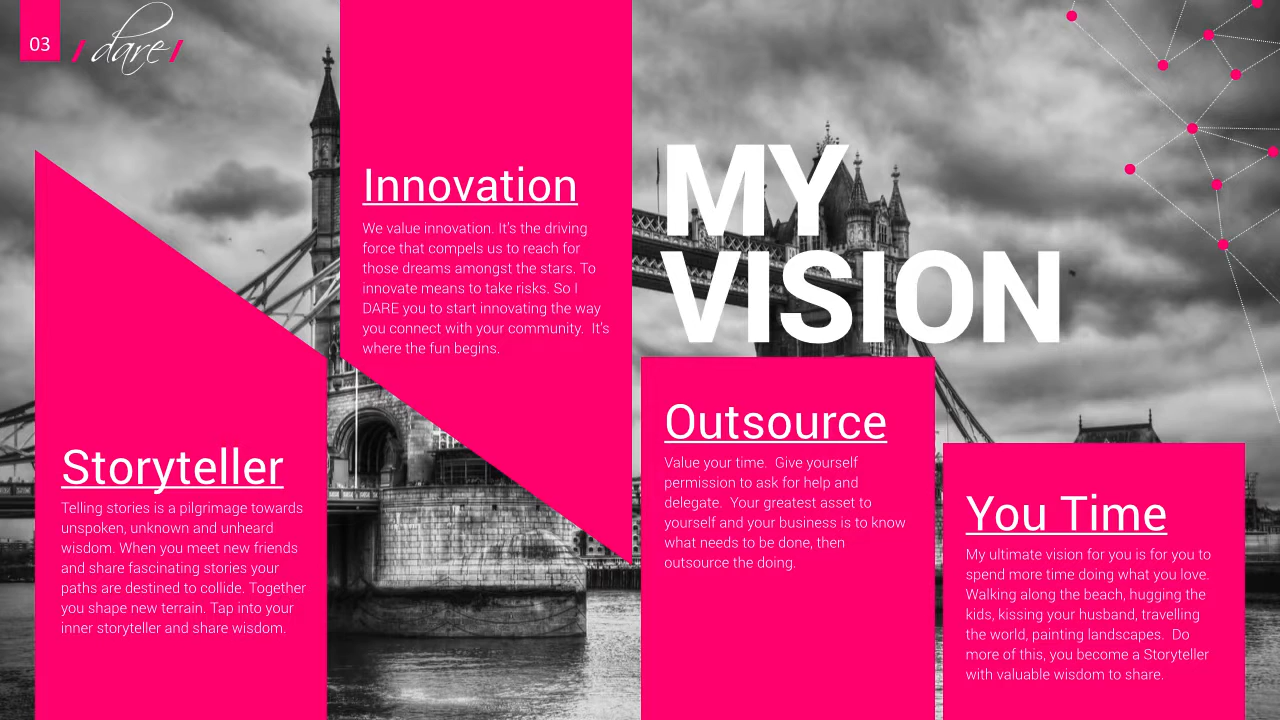 03
/ dare /
MY
VISION
Storyteller
Telling stories is a pilgrimage towards
unspoken, unknown and unheard
wisdom. When you meet new friends
and share fascinating stories your
paths are destined to collide. Together
you shape new terrain. Tap into your
inner storyteller and share wisdom.
Innovation
We value innovation. It's the driving
force that compels us to reach for
those dreams amongst the stars. To
innovate means to take risks. So I
DARE you to start innovating the way
you connect with your community.  It's
where the fun begins.
Outsource
Value your time.  Give yourself
permission to ask for help and
delegate.  Your greatest asset to
yourself and your business is to know
what needs to be done, then
outsource the doing.
You Time
My ultimate vision for you is for you to
spend more time doing what you love.
Walking along the beach, hugging the
kids, kissing your husband, travelling
the world, painting landscapes.  Do
more of this, you become a Storyteller
with valuable wisdom to share.